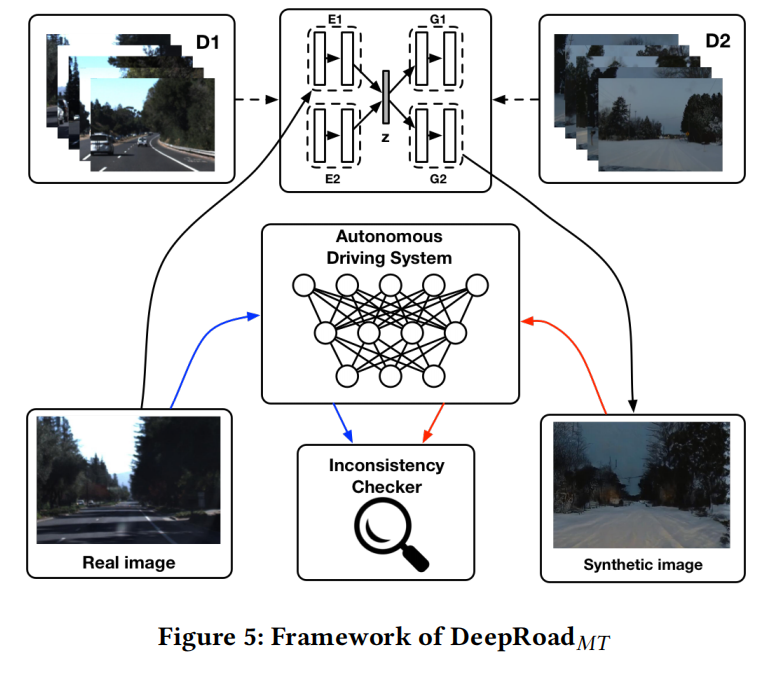 D1
E1
G1
D2
z
E2
G2
Autonomous
Driving System
Inconsistency
Checker
Real image
Synthetic image
Figure 5: Framework of DeepRoad_{MT}